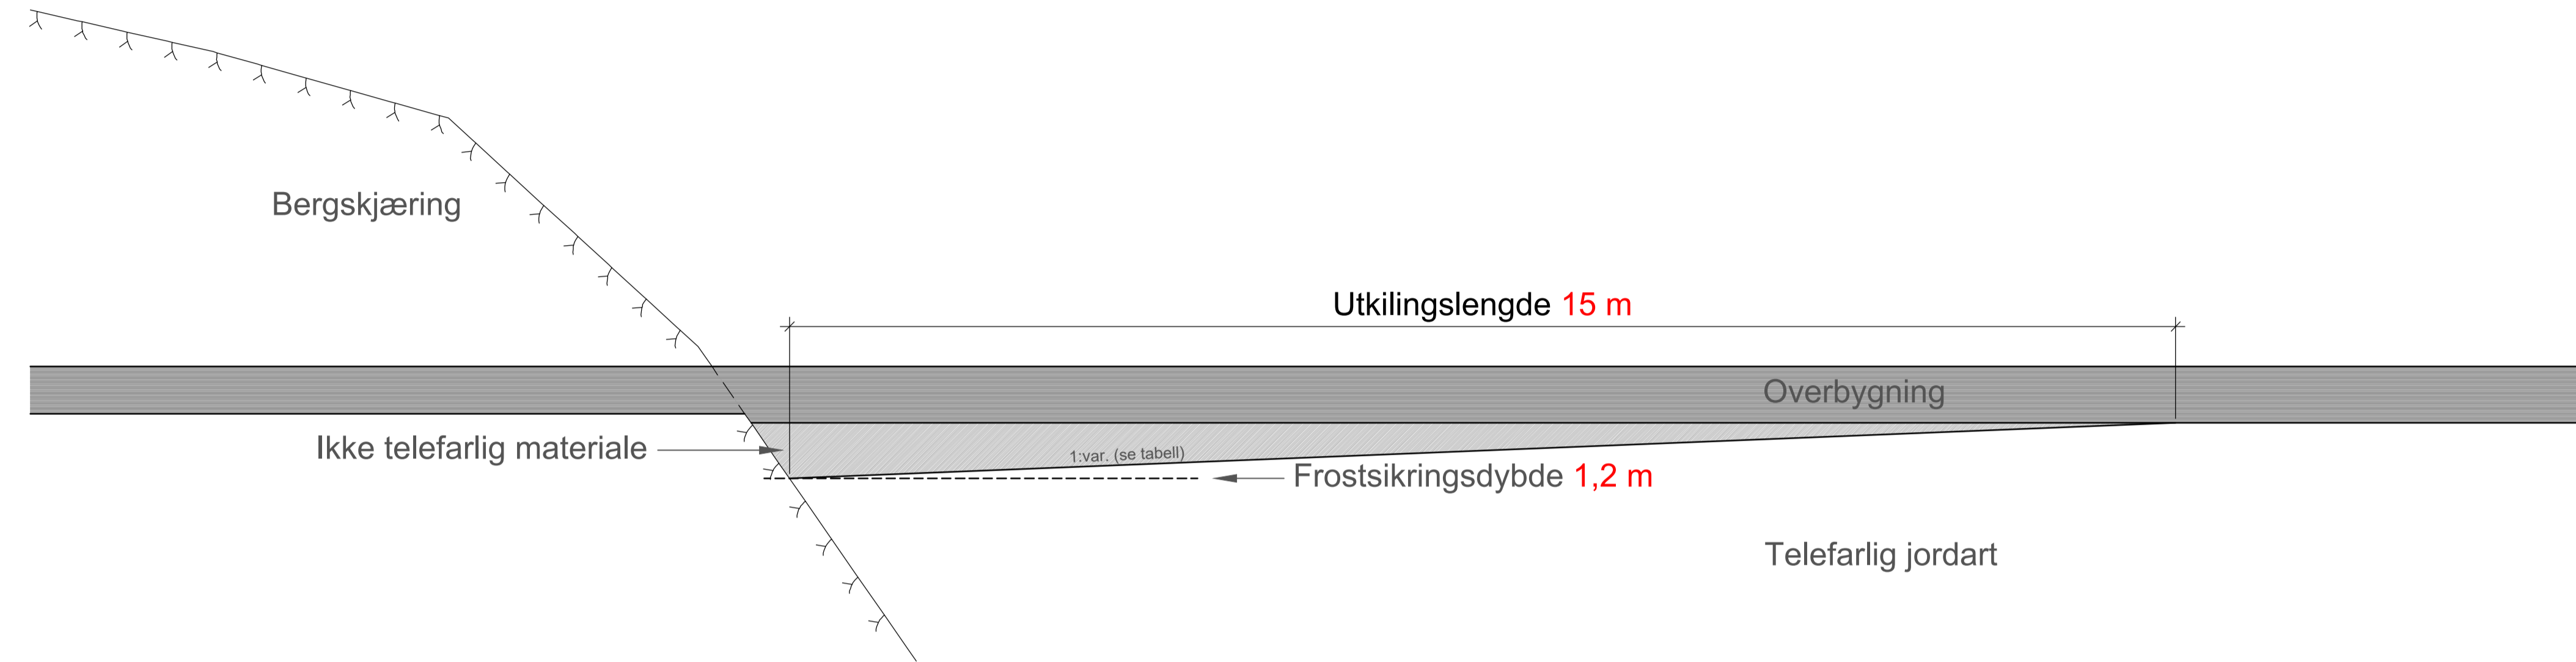 Bergskjæring
Utkilingslengde 15 m
Overbygning
Ikke telefarlig materiale
1:var. (se tabell)
Frostsikringsdybde 1,2 m
Telefarlig jordart